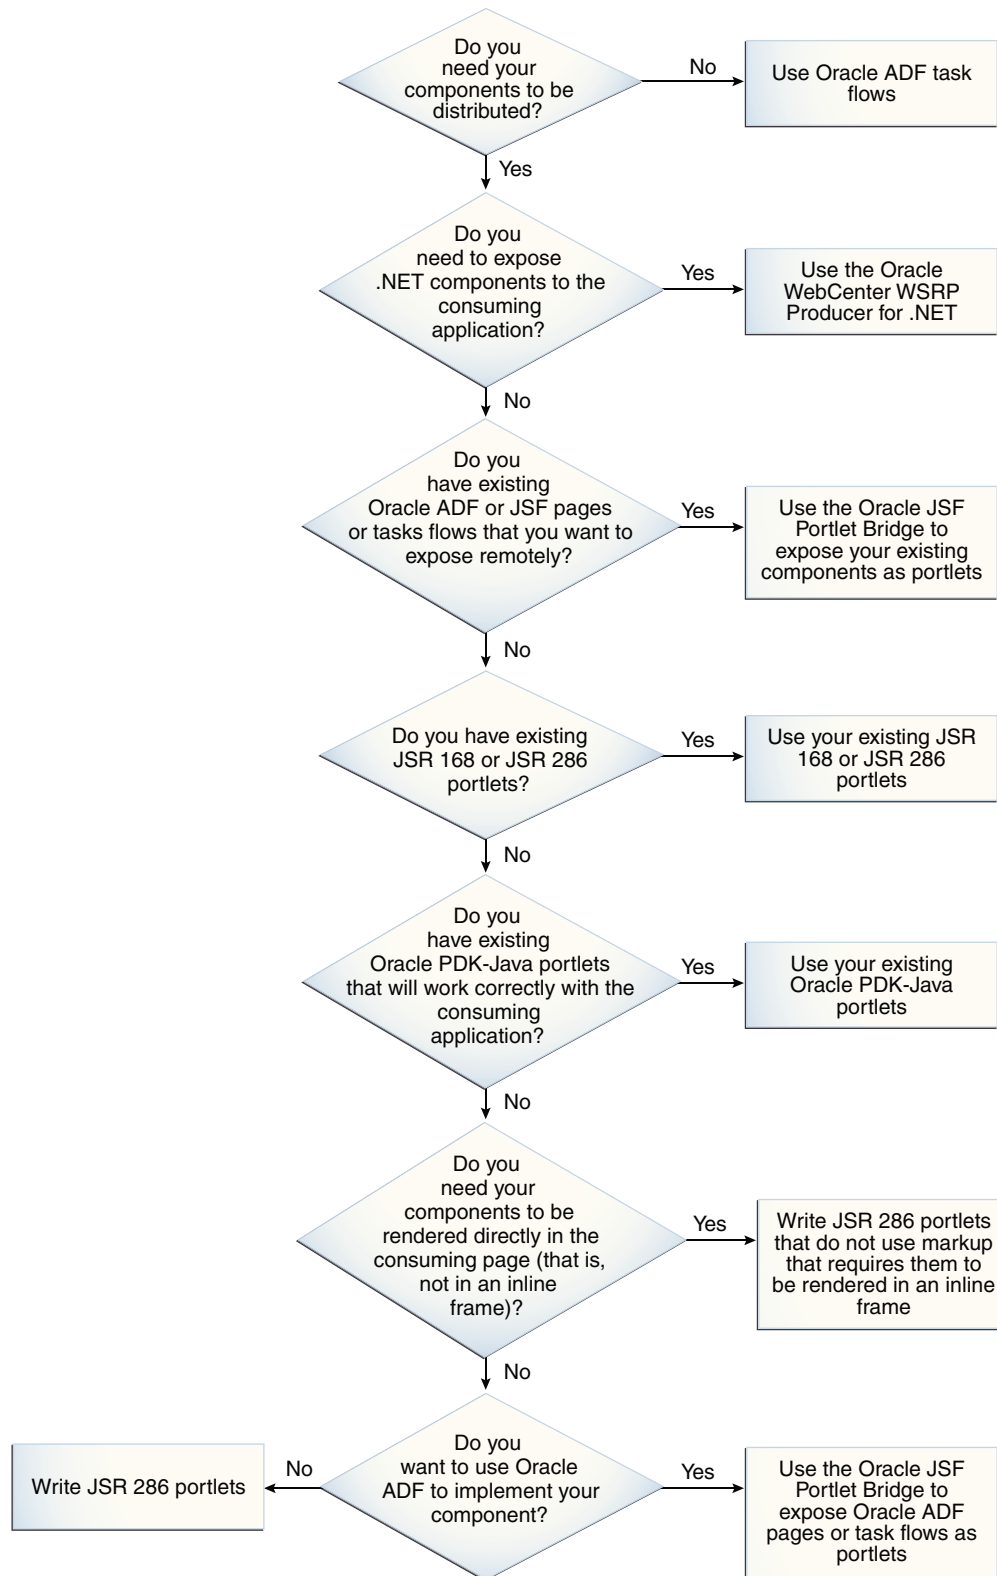 Do you
need your
components to be
distributed?
No
Use Oracle ADF task
flows
Yes
Do you
need to expose
.NET components to the
consuming
application?
Yes
Use the Oracle
WebCenter WSRP
Producer for .NET
No
Do you
have existing
Oracle ADF or JSF pages
or tasks flows that you want to
expose remotely?
Yes
Use the Oracle JSF
Portlet Bridge to
expose your existing
components as portlets
No
Do you have existing
JSR 168 or JSR 286
portlets?
Yes
Use your existing JSR
168 or JSR 286
portlets
No
Do you
have existing
Oracle PDK-Java portlets
that will work correctly with the
consuming
application?
Yes
Use your existing
Oracle PDK-Java
portlets
No
Do you
need your
components to be
rendered directly in the
consuming page (that is,
not in an inline
frame)?
Yes
Write JSR 286 portlets
that do not use markup
that requires them to
be rendered in an inline
frame
No
Do you
want to use Oracle
ADF to implement your
component?
No
Write JSR 286 portlets
Yes
Use the Oracle JSF
Portlet Bridge to
expose Oracle ADF
pages or task flows as
portlets